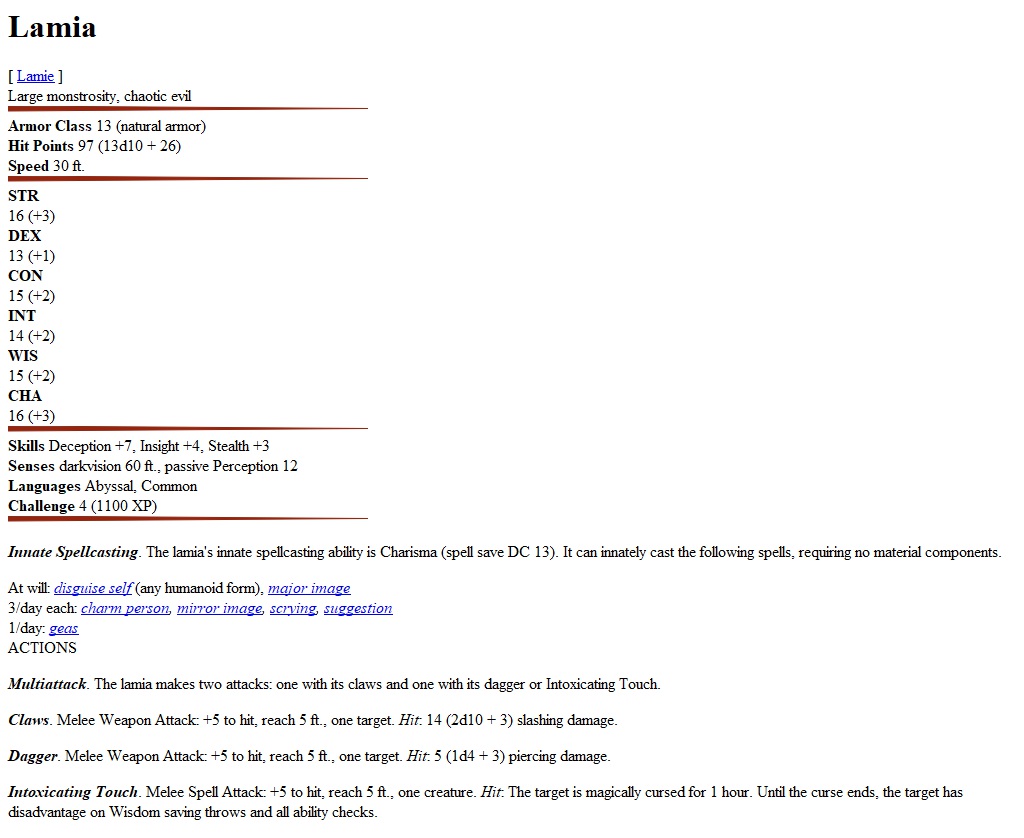 Lamia
[ Lamie ]
Large monstrosity, chaotic evil
Armor Class 13 (natural armor)
Hit Points 97 (13d10 + 26)
Speed 30 ft.
STR
16 (+3)
DEX
13 (+1)
CON
15 (+2)
INT
14 (+2)
WIS
15 (+2)
CHA
16 (+3)
Skills Deception +7, Insight +4, Stealth +3
Senses darkvision 60 ft., passive Perception 12
Languages Abyssal, Common
Challenge 4 (1100 XP)
Innate Spellcasting. The lamia's innate spellcasting ability is Charisma (spell save DC 13). It can innately cast the following spells, requiring no material components.
At will: disguise self (any humanoid form), major image
3/day each: charm person, mirror image, scrying, suggestion
1/day: geas
ACTIONS
Multiattack. The lamia makes two attacks: one with its claws and one with its dagger or Intoxicating Touch.
Claws. Melee Weapon Attack: +5 to hit, reach 5 ft., one target. Hit: 14 (2d10 + 3) slashing damage.
Dagger. Melee Weapon Attack: +5 to hit, reach 5 ft., one target. Hit: 5 (1d4 + 3) piercing damage.
Intoxicating Touch. Melee Spell Attack: +5 to hit, reach 5 ft., one creature. Hit: The target is magically cursed for 1 hour. Until the curse ends, the target has
disadvantage on Wisdom saving throws and all ability checks.